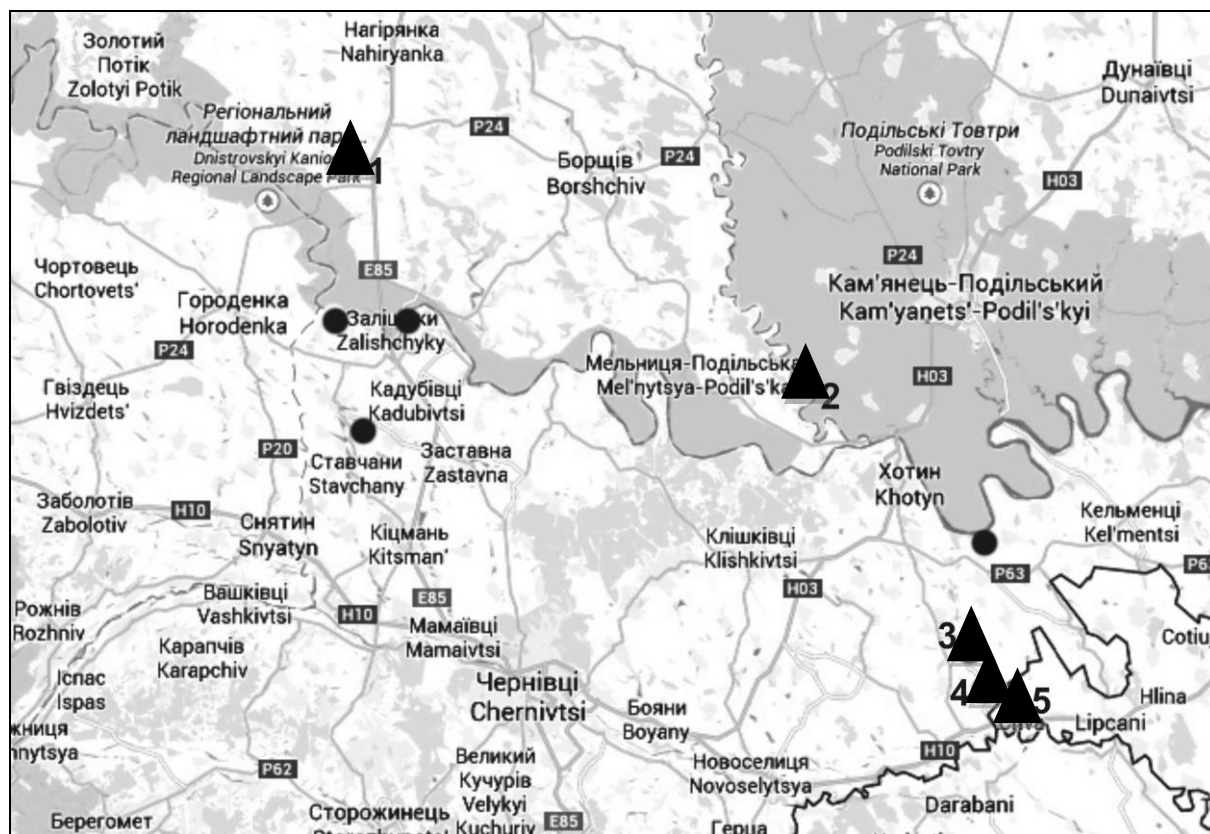 Золотий
Потік
Zolotyi Potik
Нагірянка
Nahiryanka
Дунаївці
Dunaivtsi
Регіональний
ландшафтний пар...
Dnistrovskyi Kanio
Regional Landscape Park
1
P24
Борщів
Borshchiv
P24
Подільські Товтри
Podilski Tovtry
National Park
H03
Чортовець'
Chortovets'
E85
P24
Городенка
Horodenka
Заліщики
Zalishchyky
Кам'янець-Подільський
Kam'yanets'-Podil's'kyi
P24
Гвіздець
Hvizdets'
Кадубівці
Kadubivtsi
Мельниця-Подільська
Mel'nytsya-Podil's'ka
2
H03
P20
Ставчани
Stavchany
Заставна
Zastavna
Хотин
Khotyn
Заболотів
Zabolotiv
H10
Снятин
Snyatyn
Кіцмань
Kitsman'
Клішківці
Klishkivtsi
Кельменці
Kel'mentsi
P63
P63
Вашківці
Vashkivtsi
H10
E85
H03
Рожнів
Rozhniv
Карапчів
Karapchiv
Мамаївці
Mamaivtsi
3
Cotiuj
Іспас
Ispas
Чернівці
Chernivtsi
Бояни
Boyany
4
5
Hlina
Lipcani
жниця
hnytsya
H10
P62
Великий
Кучурів
Velykyi
Kuchuriv
Новоселиця
Novoselytsya
Darabani
Берегомет
Сторожинець
E85
Герца